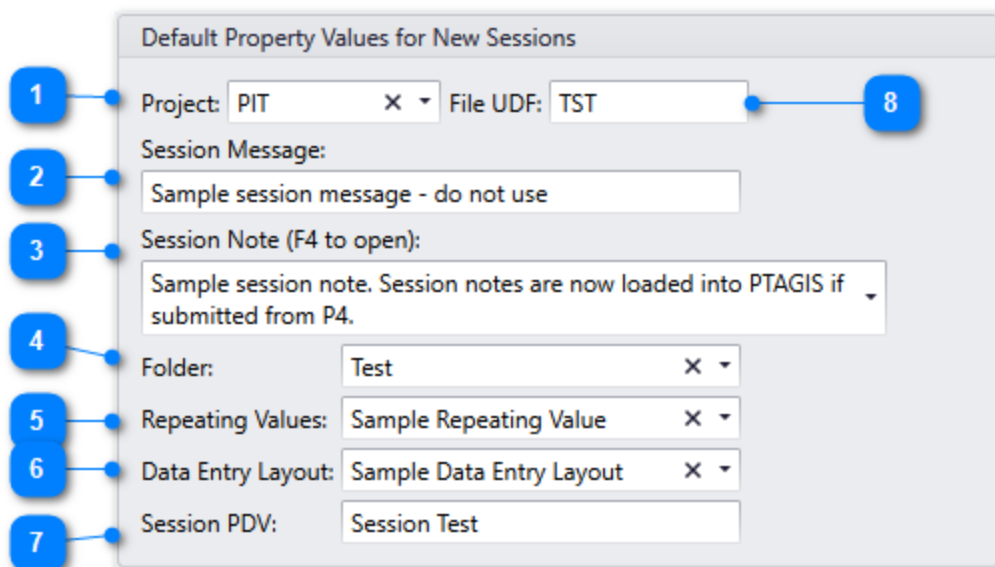 Default Property Values for New Sessions
1 Project: PIT File UDF: TST 8
Session Message:
2 Sample session message - do not use
3 Session Note (F4 to open):
Sample session note. Session notes are now loaded into PTAGIS if
submitted from P4.
4 Folder: Test
5 Repeating Values: Sample Repeating Value
6 Data Entry Layout: Sample Data Entry Layout
7 Session PDV: Session Test